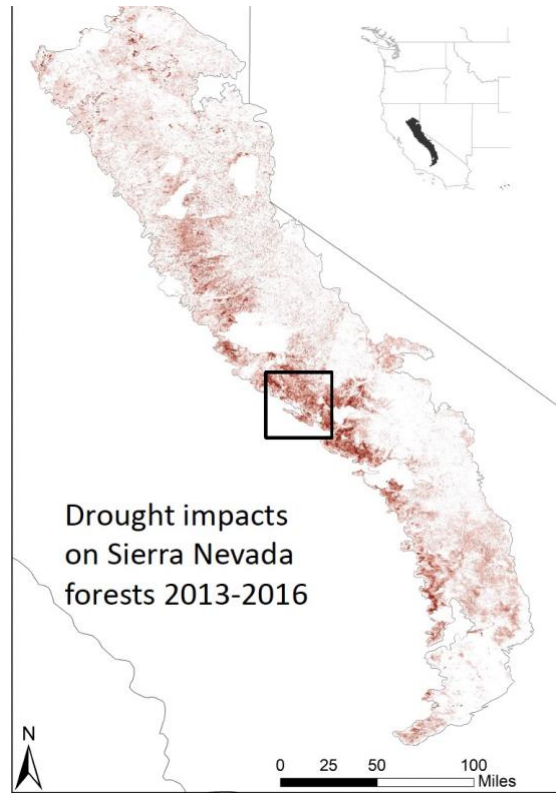 Drought impacts
on Sierra Nevada
forests 2013-2016
N
0 25 50 100
Miles